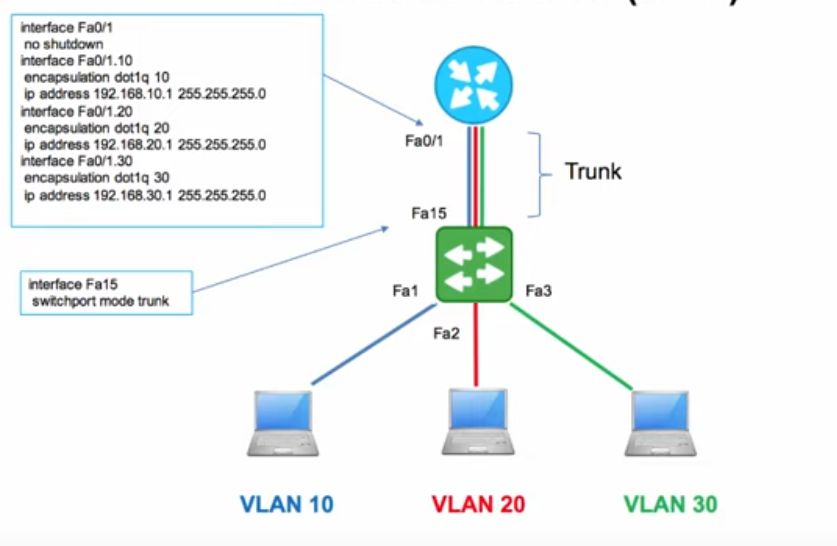 interface Fa0/1
no shutdown
interface Fa0/1.10
encapsulation dot1q 10
ip address 192.168.10.1 255.255.255.0
interface Fa0/1.20
encapsulation dot1q 20
ip address 192.168.20.1 255.255.255.0
interface Fa0/1.30
encapsulation dot1q 30
ip address 192.168.30.1 255.255.255.0
Fa0/1
Trunk
Fa15
interface Fa15
switchport mode trunk
Fa1
Fa3
Fa2
VLAN 10
VLAN 20
VLAN 30